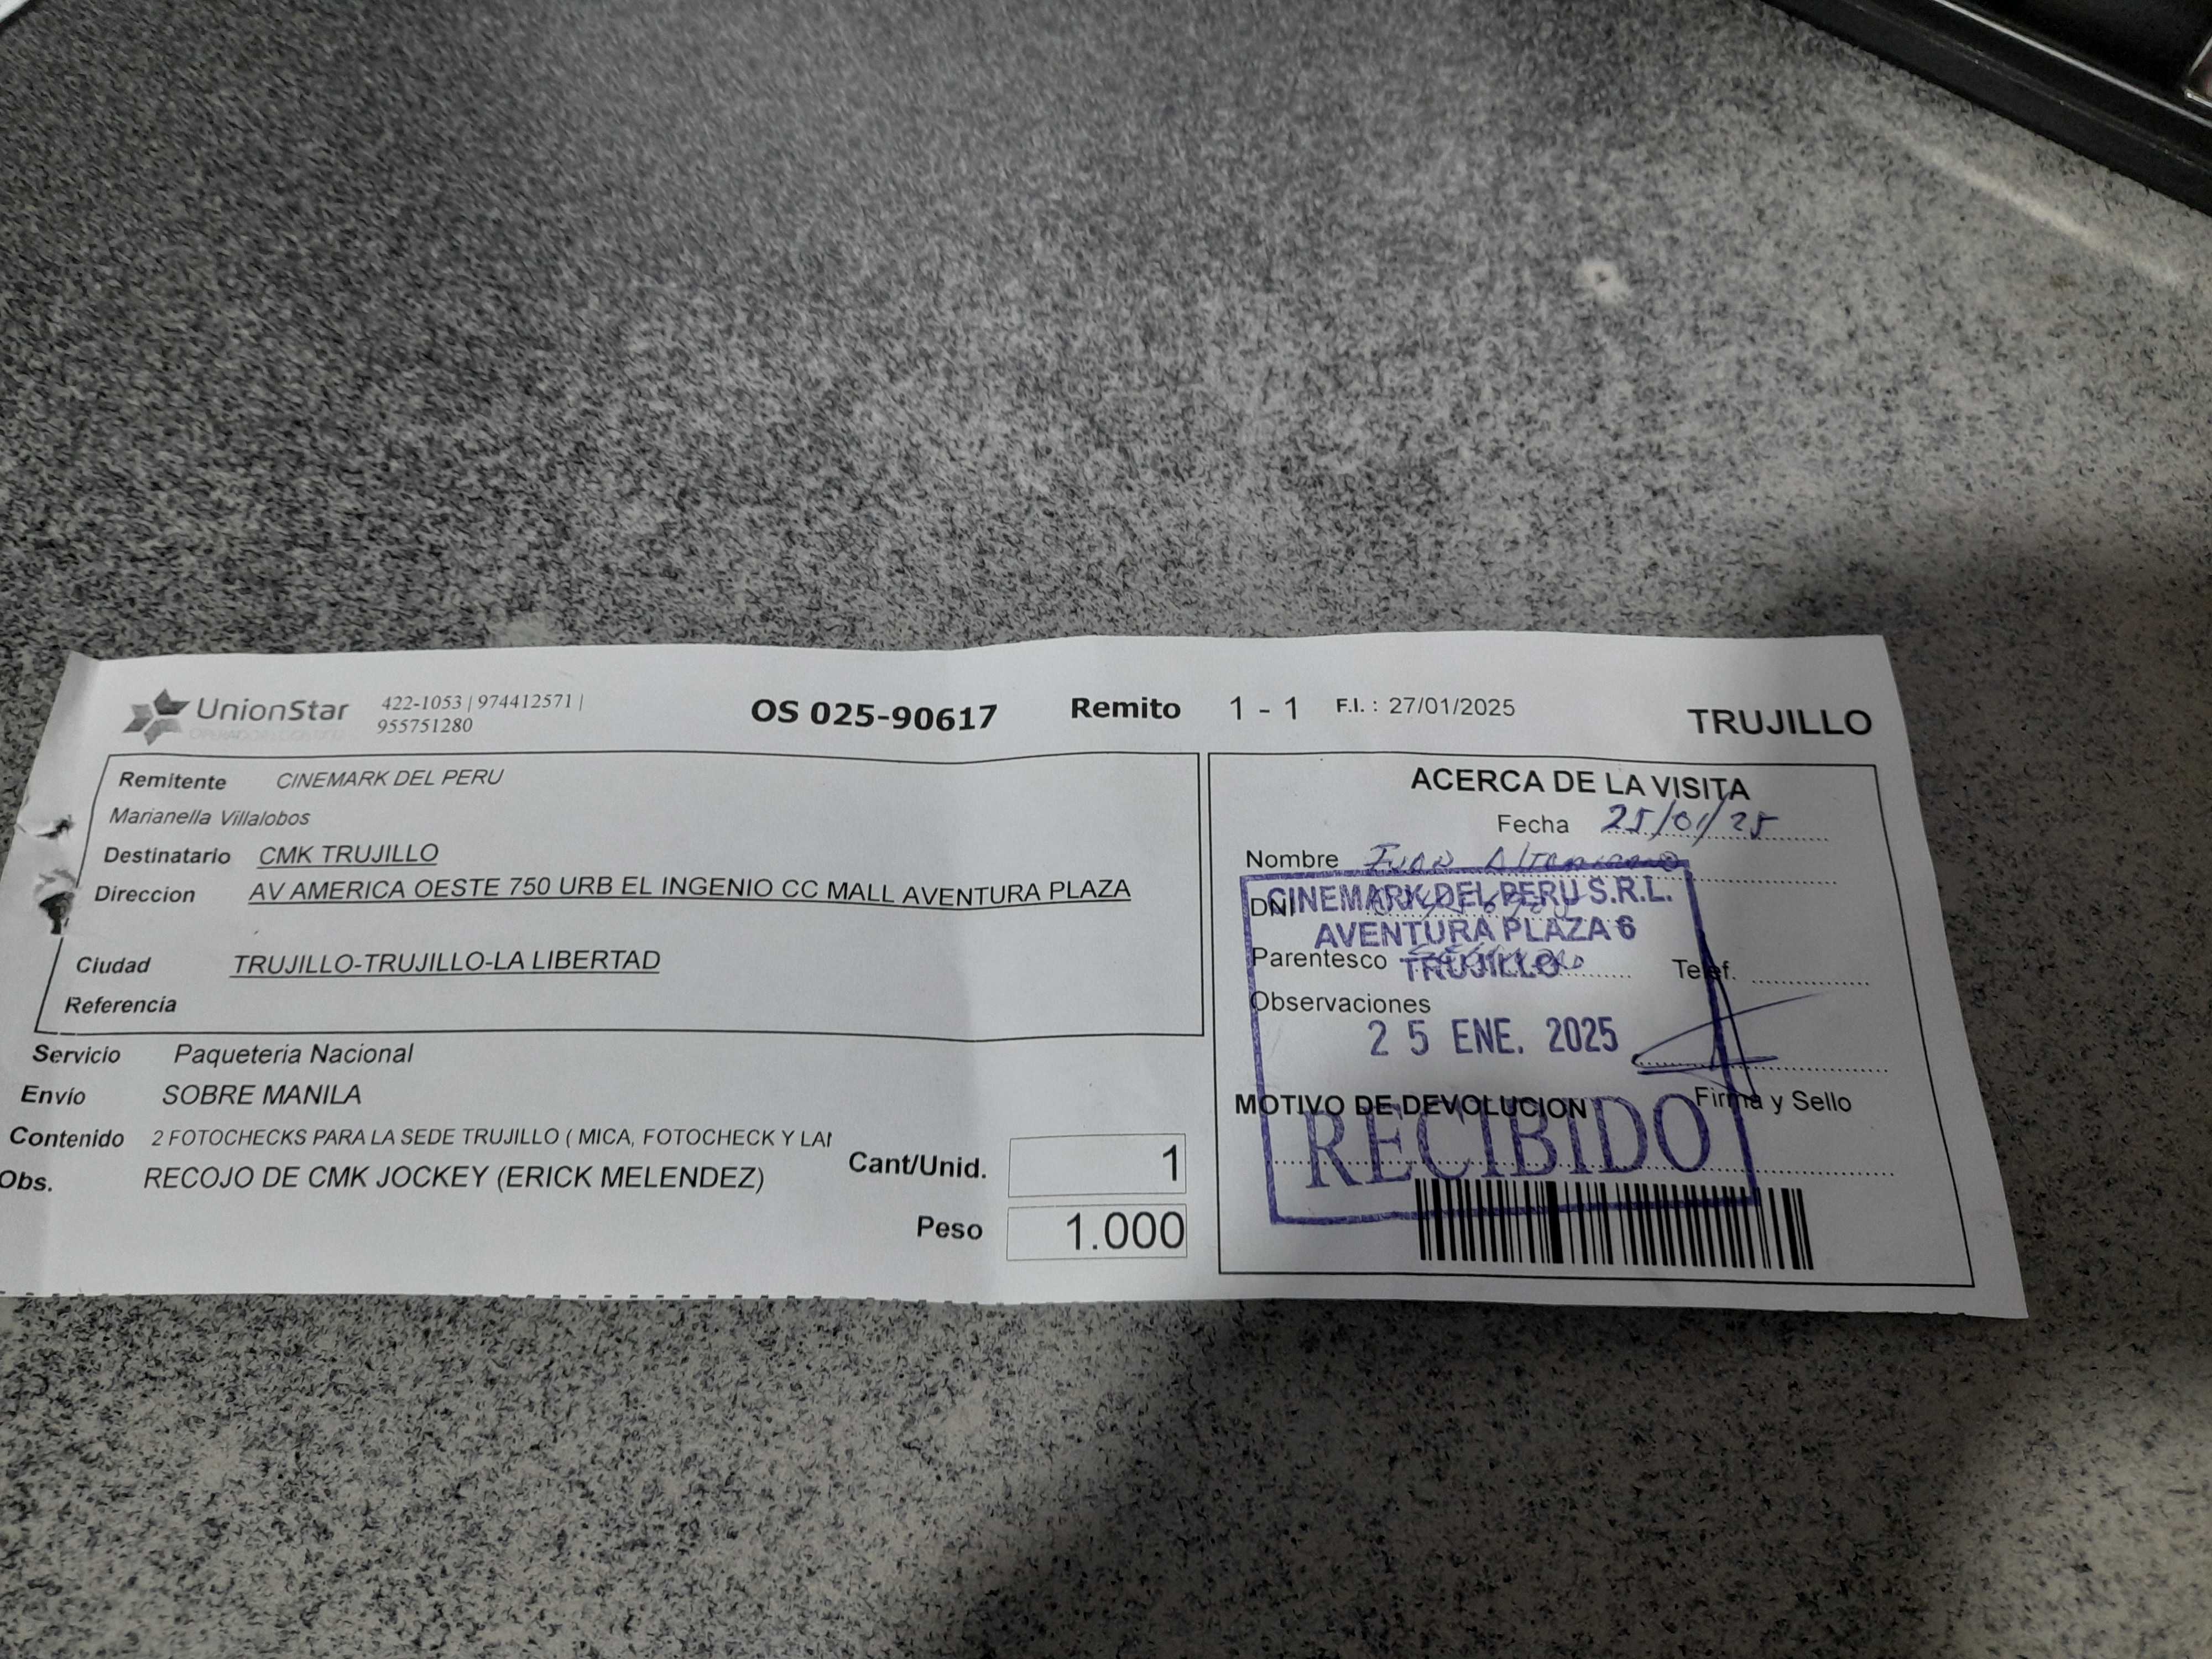 UnionStar
422-1053 | 974412571 |
955751280
OS 025-90617
Remito 1 - 1
F.I. : 27/01/2025
TRUJILLO
Remitente CINEMARK DEL PERU
Marianella Villalobos
Destinatario CMK TRUJILLO
Direccion AV AMERICA OESTE 750 URB EL INGENIO CC MALL AVENTURA PLAZA
Ciudad TRUJILLO-TRUJILLO-LA LIBERTAD
Referencia
Servicio Paqueteria Nacional
Envío SOBRE MANILA
Contenido 2 FOTOCHECKS PARA LA SEDE TRUJILLO ( MICA, FOTOCHECK Y LAN
Obs. RECOJO DE CMK JOCKEY (ERICK MELENDEZ)
Cant/Unid. 1
Peso 1.000
ACERCA DE LA VISITA
Fecha 25/01/25
Nombre
DNI
Parentesco
Telef.
Observaciones
Firma y Sello
MOTIVO DE DEVOLUCION
CINEMARK DEL PERU S.R.L.
AVENTURA PLAZA 6
TRUJILLO
25 ENE. 2025
RECIBIDO